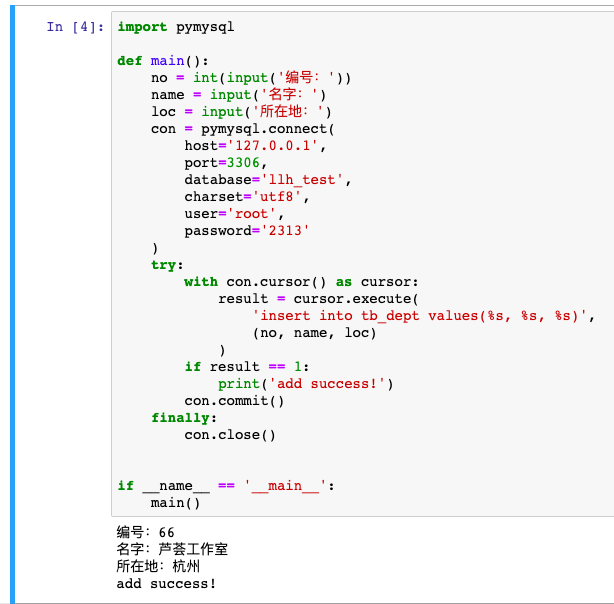 In [4]: import pymysql
def main():
no = int(input('编号: '))
name = input('名字: ')
loc = input('所在地: ')
con = pymysql.connect(
host='127.0.0.1',
port=3306,
database='llh_test',
charset='utf8',
user='root',
password='2313'
)
try:
with con.cursor() as cursor:
result = cursor.execute(
'insert into tb_dept values(%s, %s, %s)',
(no, name, loc)
)
if result == 1:
print('add success!')
con.commit()
finally:
con.close()
if __name__ == '__main__':
main()
编号: 66
名字: 芦荟工作室
所在地: 杭州
add success!